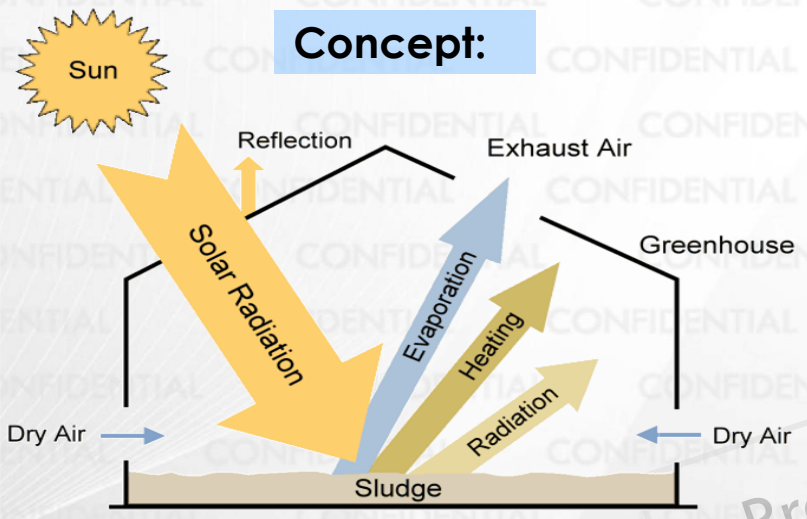 Concept:
Sun
Reflection
Exhaust Air
Solar Radiation
Evaporation
Greenhouse
Heating
Radiation
Dry Air
Dry Air
Sludge
CONFIDENTIAL